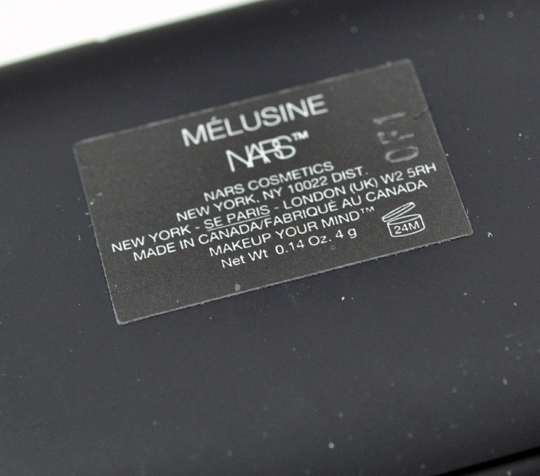 MÉLUSINE
NARS™
NARS COSMETICS
NEW YORK, NY 10022 DIST.
NEW YORK - SE PARIS - LONDON (UK) W2 5RH
MADE IN CANADA/FABRIQUÉ AU CANADA
MAKEUP YOUR MIND™
Net Wt 0.14 Oz. 4 g
24M
0F1